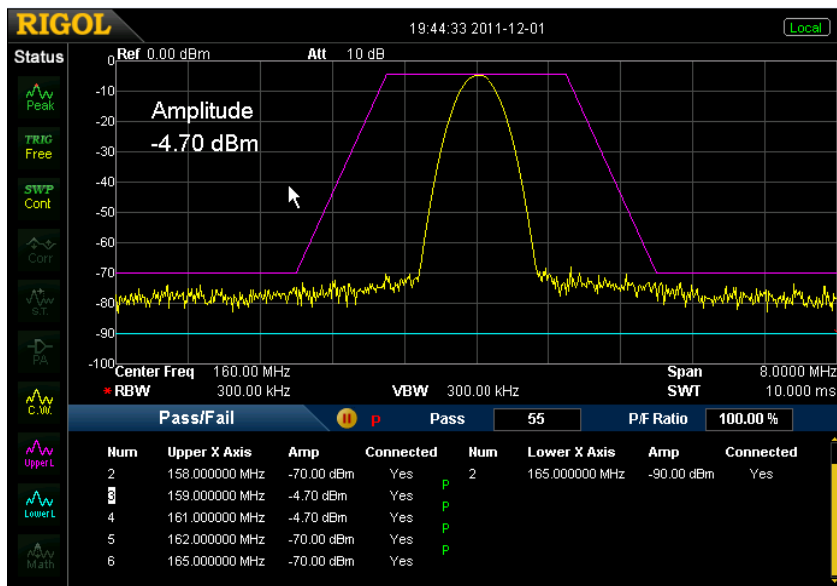 RIGOL 19:44:33 2011-12-01 Local
Status Ref 0.00 dBm Att 10 dB
0
-10
-20
-30
-40
-50
-60
-70
-80
-90
-100
Amplitude
-4.70 dBm
Peak
TRIG
Free
SWP
Cont
Corr
S.T.
PA
C.W.
UpperL
LowerL
Math
Center Freq 160.00 MHz Span 8.0000 MHz
* RBW 300.00 kHz VBW 300.00 kHz SWT 10.000 ms
Pass/Fail p Pass 55 P/F Ratio 100.00 %
Num Upper X Axis Amp Connected Num Lower X Axis Amp Connected
2 158.000000 MHz -70.00 dBm Yes 2 165.000000 MHz -90.00 dBm Yes
P
3 159.000000 MHz -4.70 dBm Yes
P
4 161.000000 MHz -4.70 dBm Yes
P
5 162.000000 MHz -70.00 dBm Yes
P
6 165.000000 MHz -70.00 dBm Yes